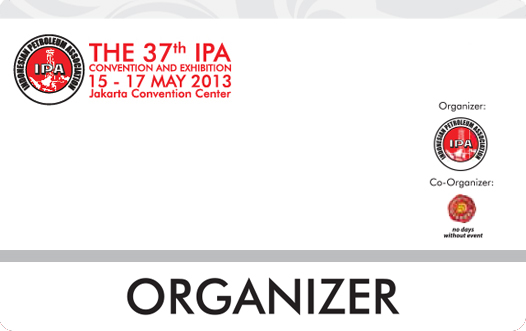 INDONESIAN PETROLEUM ASSOCIATION
IPA
THE 37th IPA
CONVENTION AND EXHIBITION
15 - 17 MAY 2013
Jakarta Convention Center
Organizer:
INDONESIAN PETROLEUM ASSOCIATION
IPA
Co-Organizer:
no days
without event
ORGANIZER